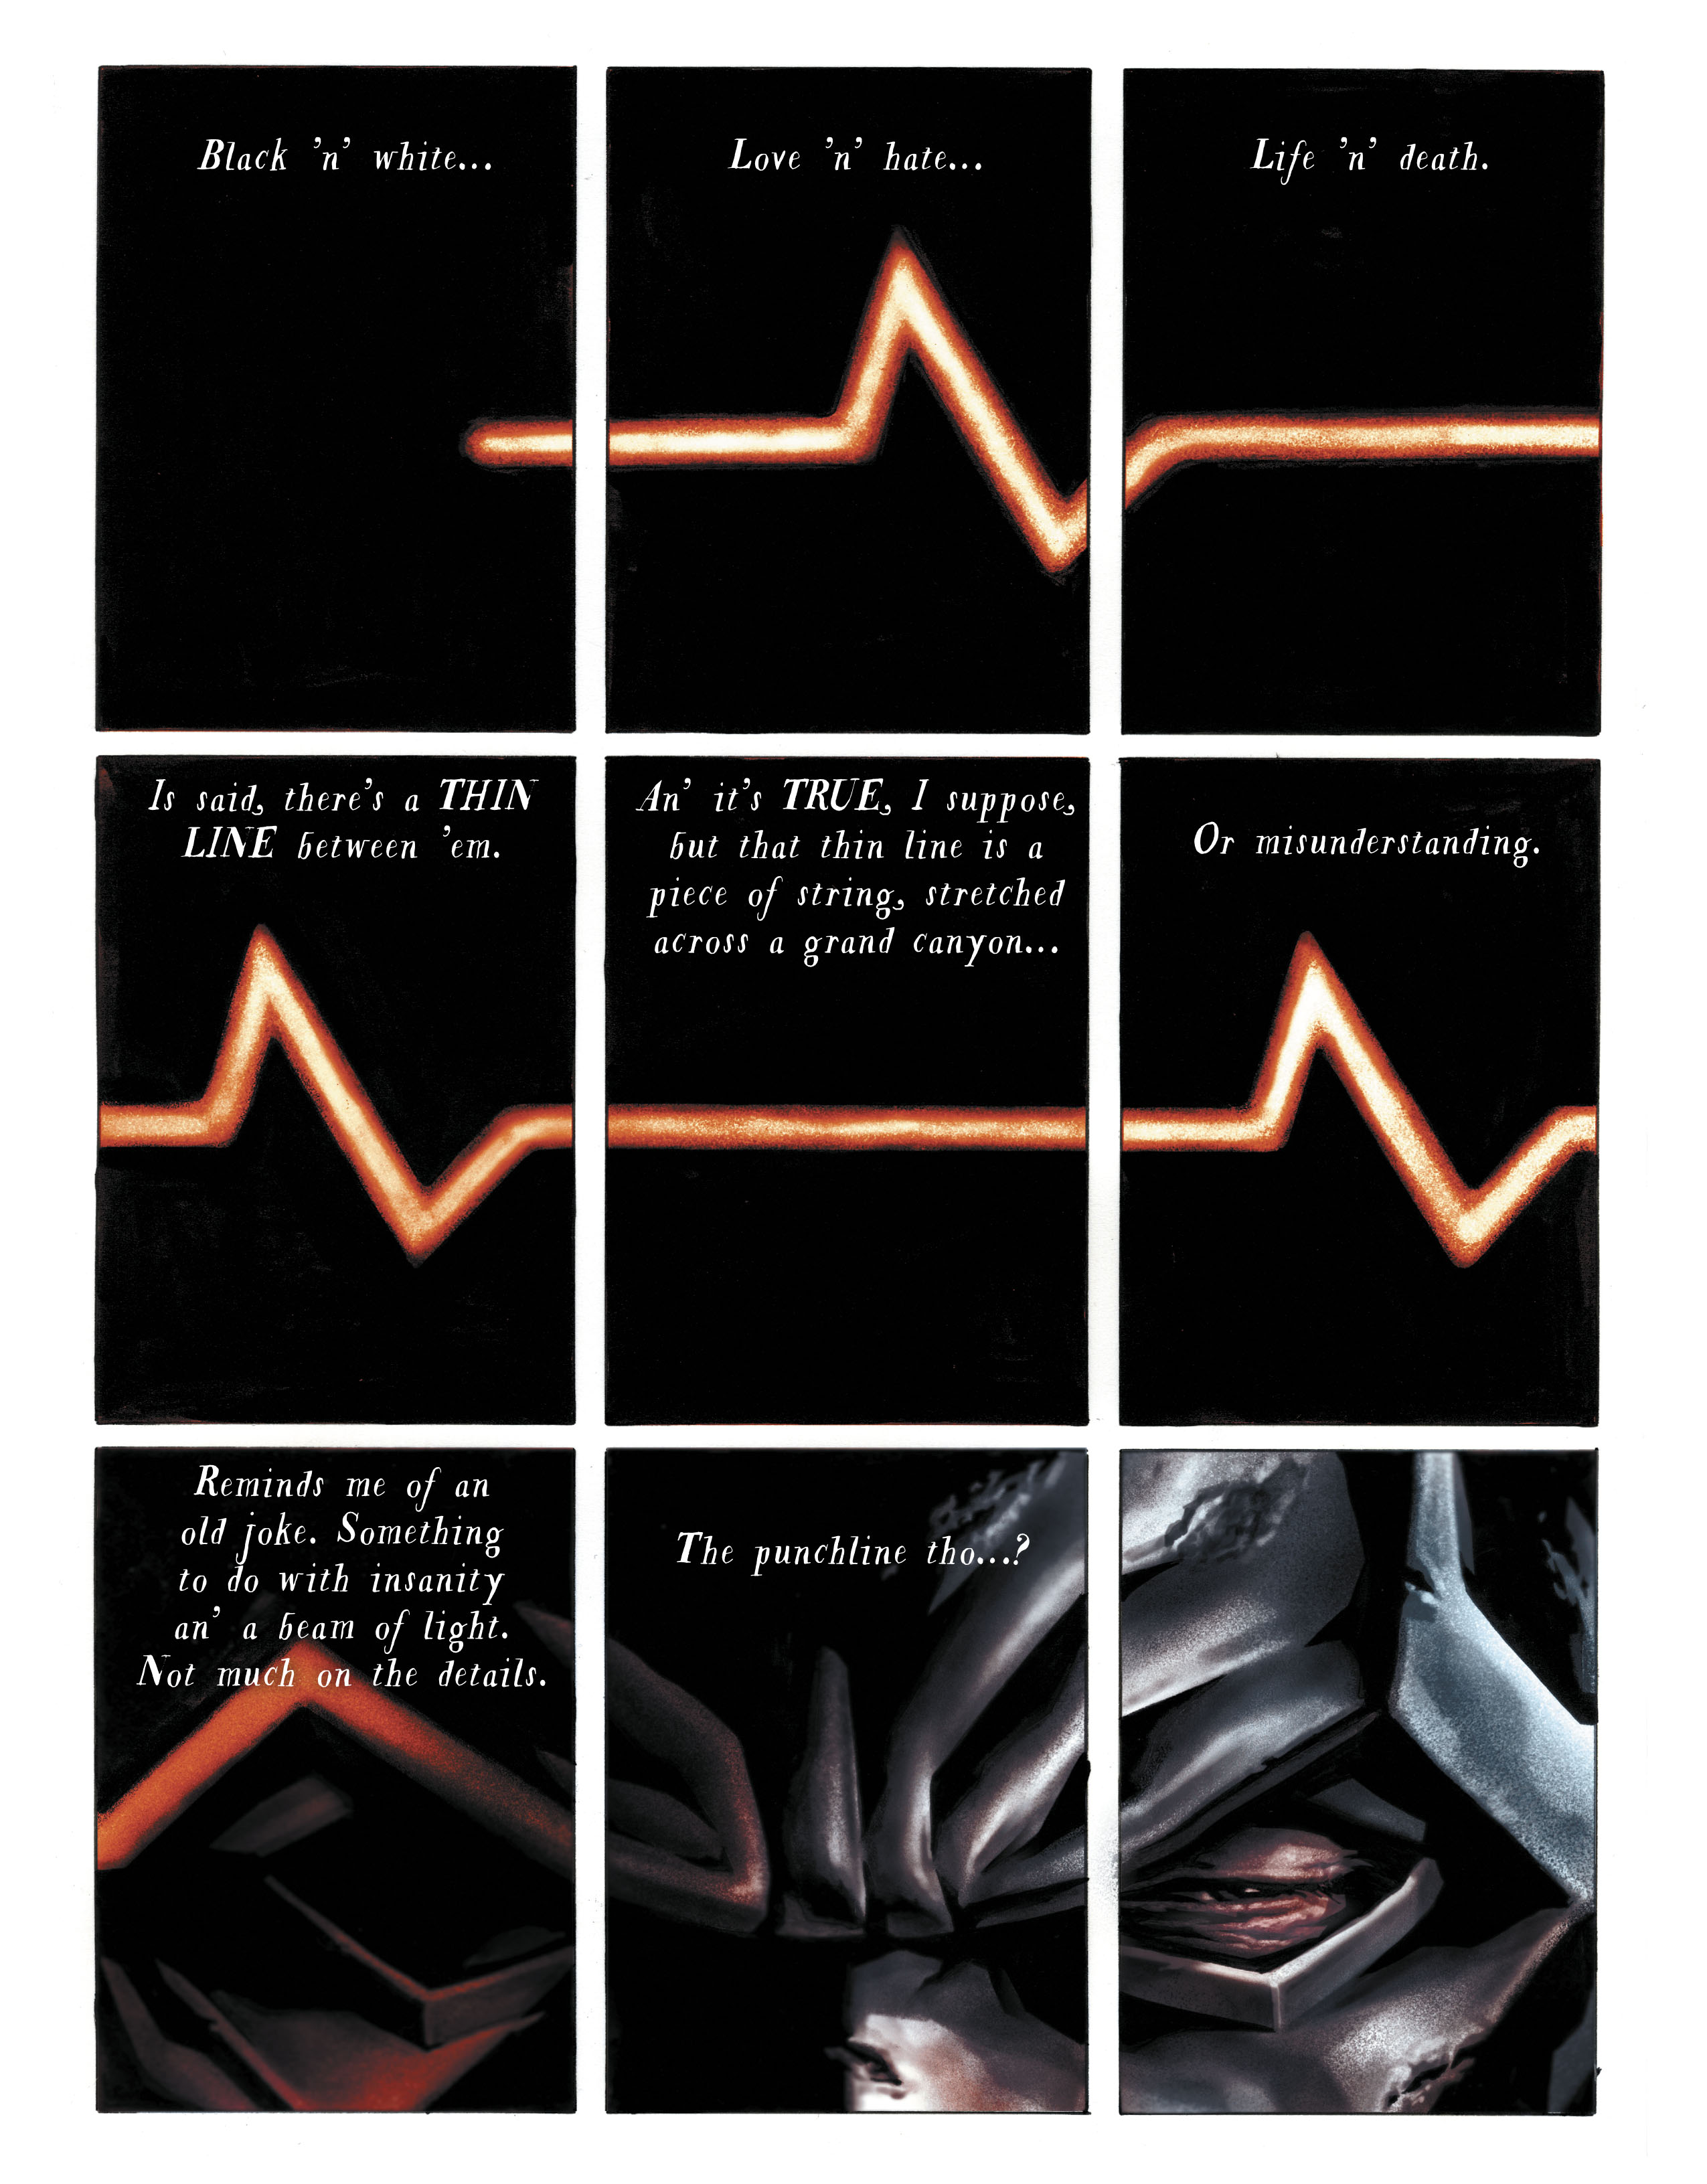 Black 'n' white...
Love 'n' hate...
Life 'n' death.
Is said, there's a THIN
LINE between 'em.
An' it's TRUE, I suppose,
but that thin line is a
piece of string, stretched
across a grand canyon...
Or misunderstanding.
Reminds me of an
old joke. Something
to do with insanity
an' a beam of light.
Not much on the details.
The punchline tho...?